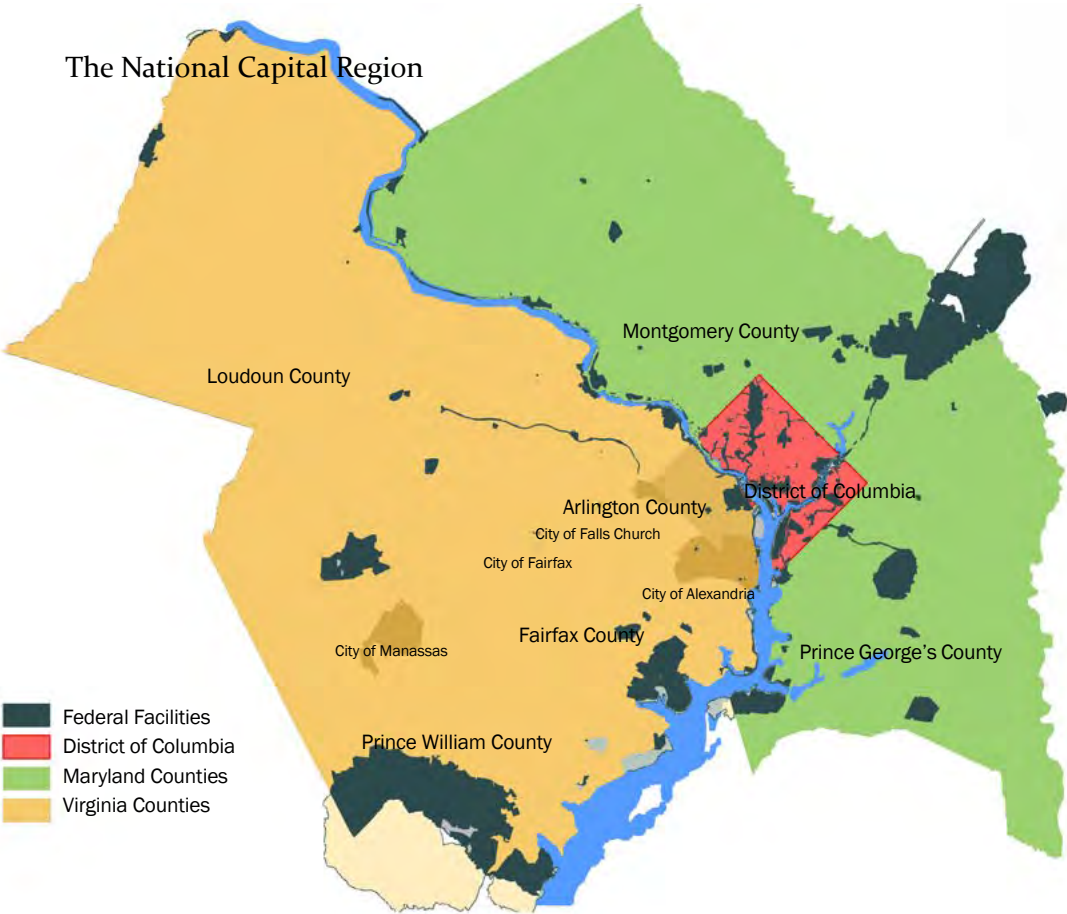 The National Capital Region
Montgomery County
Loudoun County
District of Columbia
Arlington County
City of Falls Church
City of Fairfax
City of Alexandria
Fairfax County
City of Manassas
Prince George's County
Prince William County
Federal Facilities
District of Columbia
Maryland Counties
Virginia Counties